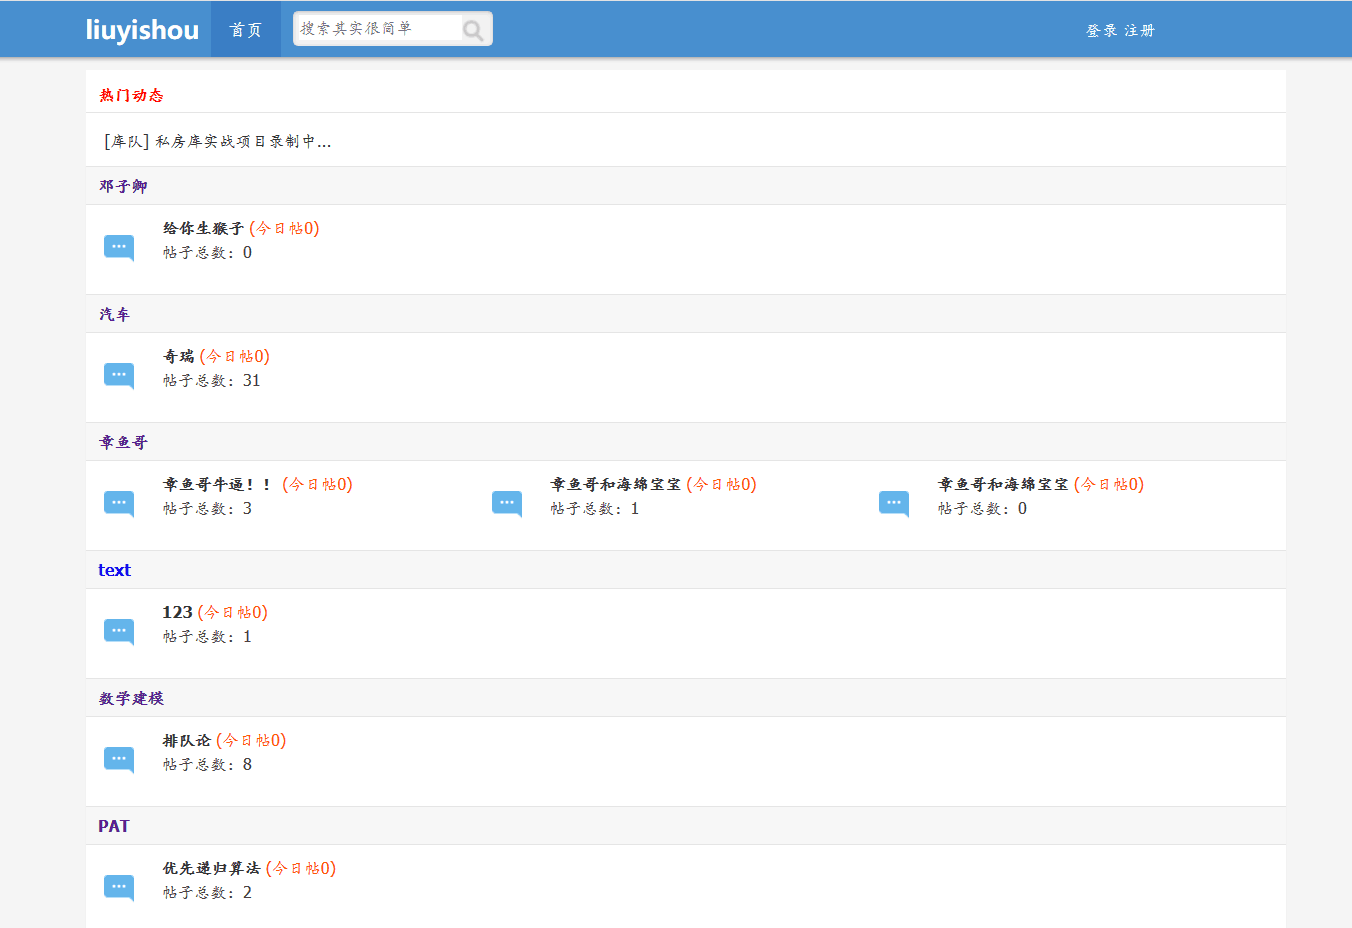 liuyishou 首页 搜索其实很简单 登录 注册
热门动态
[库队] 私房库实战项目录制中...
邓子卿
给你生猴子 (今日帖0)
帖子总数：0
汽车
奇瑞 (今日帖0)
帖子总数：31
章鱼哥
章鱼哥牛逼！！ (今日帖0)
帖子总数：3
章鱼哥和海绵宝宝 (今日帖0)
帖子总数：1
章鱼哥和海绵宝宝 (今日帖0)
帖子总数：0
text
123 (今日帖0)
帖子总数：1
数学建模
排队论 (今日帖0)
帖子总数：8
PAT
优先递归算法 (今日帖0)
帖子总数：2